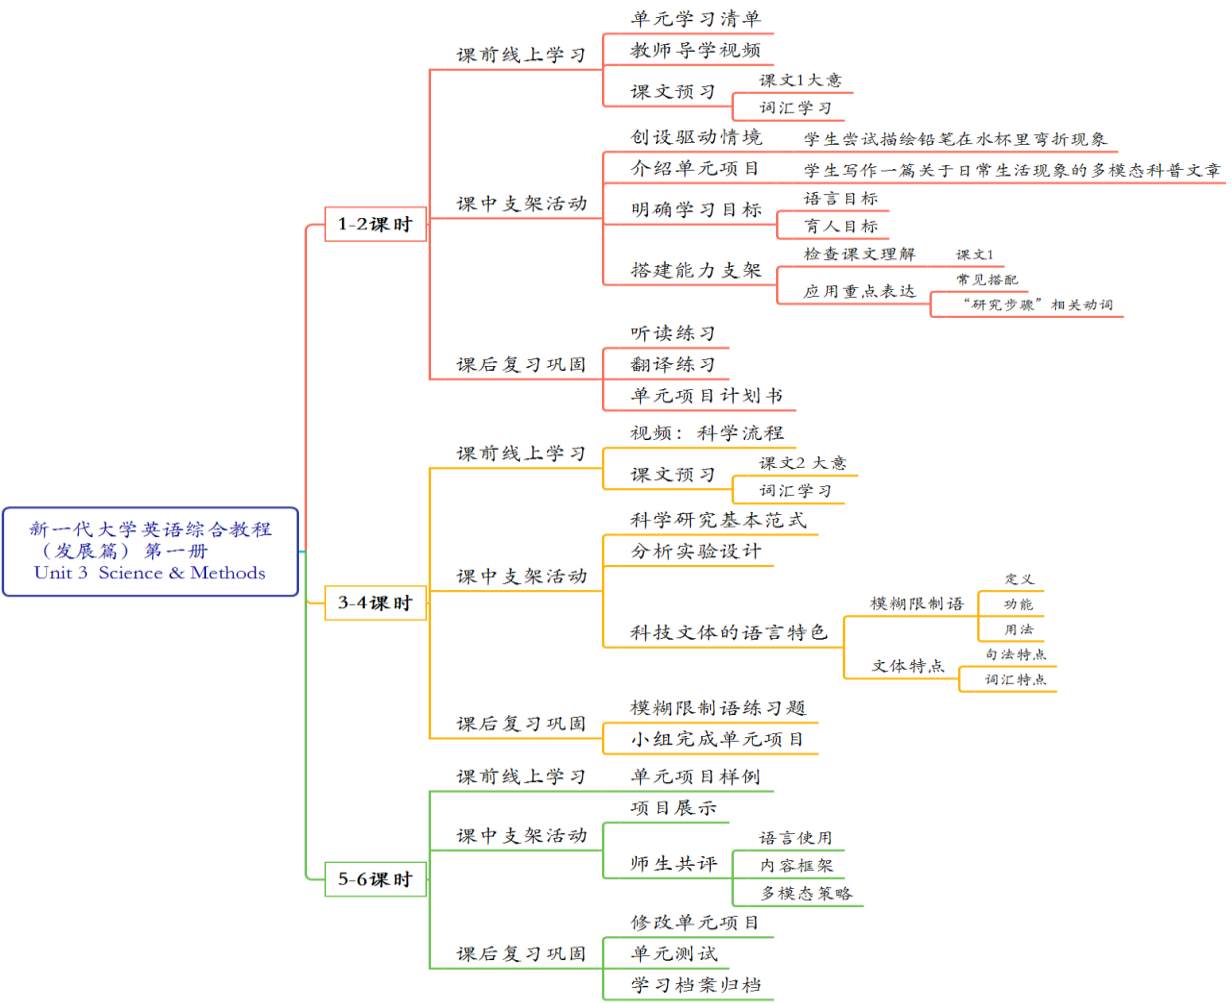 新一代大学英语综合教程
（发展篇）第一册
Unit 3 Science & Methods
1-2课时
课前线上学习
单元学习清单
教师导学视频
课文预习
课文1大意
词汇学习
课中支架活动
创设驱动情境
学生尝试描绘铅笔在水杯里弯折现象
介绍单元项目
学生写作一篇关于日常生活现象的多模态科普文章
明确学习目标
语言目标
育人目标
搭建能力支架
检查课文理解
课文1
应用重点表达
常见搭配
“研究步骤”相关动词
课后复习巩固
听读练习
翻译练习
单元项目计划书
3-4课时
课前线上学习
视频：科学流程
课文预习
课文2 大意
词汇学习
课中支架活动
科学研究基本范式
分析实验设计
科技文体的语言特色
模糊限制语
定义
功能
用法
文体特点
句法特点
词汇特点
课后复习巩固
模糊限制语练习题
小组完成单元项目
5-6课时
课前线上学习
单元项目样例
课中支架活动
项目展示
师生共评
语言使用
内容框架
多模态策略
课后复习巩固
修改单元项目
单元测试
学习档案归档